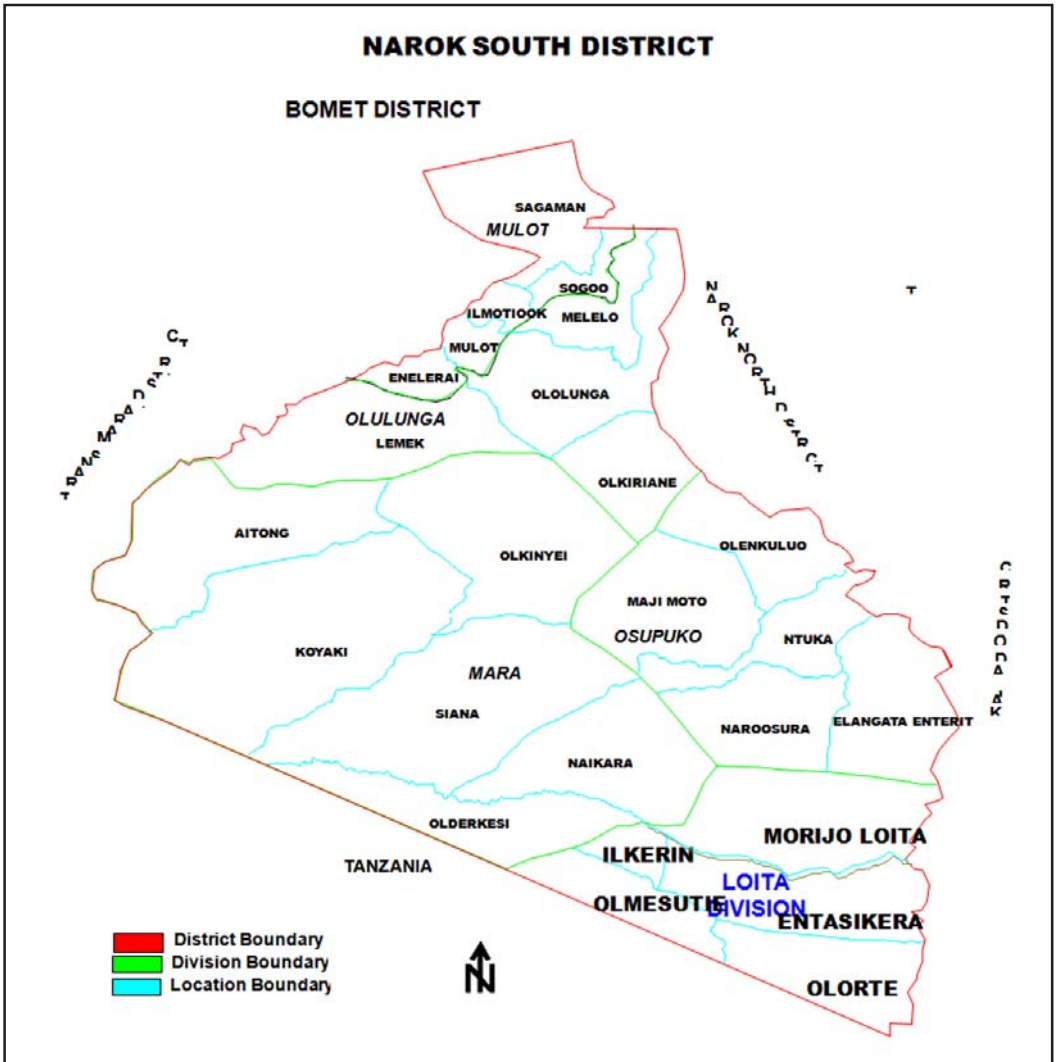 NAROK SOUTH DISTRICT
BOMET DISTRICT
SAGAMAN
MULOT
SOGOO
ILMOTIOOK
MELELO
MULOT
ENELERAI
OLOLUNGA
OLULUNGA
LEMEK
OLKIRIANE
AITONG
OLKINYEI
OLENKULUO
MAJI MOTO
OSUPUKO
NTUKA
KOYAKI
MARA
SIANA
NAROOSURA
ELANGATA ENTERIT
NAIKARA
OLDERKESI
MORIJO LOITA
ILKERIN
TANZANIA
LOITA
DIVISION
OLMESUTIE
ENTASIKERA
OLORTE
District Boundary
Division Boundary
Location Boundary
N